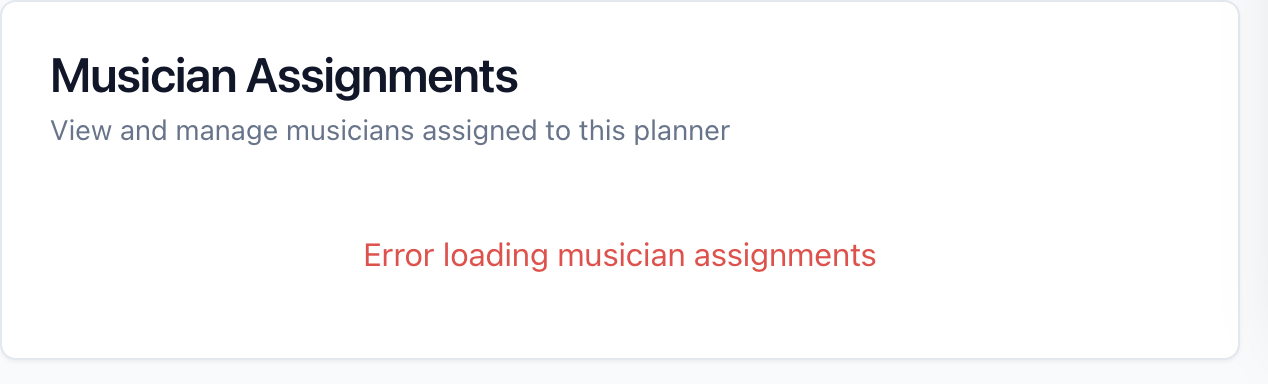 Musician Assignments
View and manage musicians assigned to this planner
Error loading musician assignments